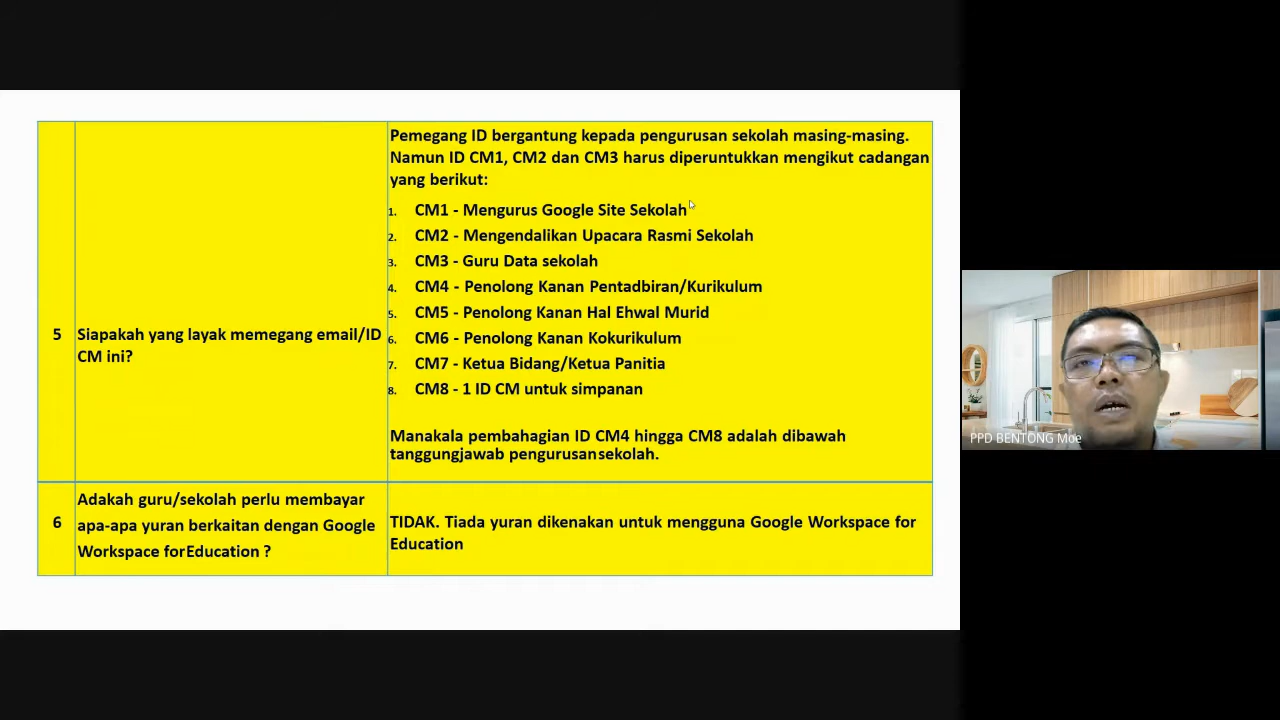 5
Siapakah yang layak memegang email/ID
CM ini?
Pemegang ID bergantung kepada pengurusan sekolah masing-masing.
Namun ID CM1, CM2 dan CM3 harus diperuntukkan mengikut cadangan
yang berikut:
1. CM1 - Mengurus Google Site Sekolah
2. CM2 - Mengendalikan Upacara Rasmi Sekolah
3. CM3 - Guru Data sekolah
4. CM4 - Penolong Kanan Pentadbiran/Kurikulum
5. CM5 - Penolong Kanan Hal Ehwal Murid
6. CM6 - Penolong Kanan Kokurikulum
7. CM7 - Ketua Bidang/Ketua Panitia
8. CM8 - 1 ID CM untuk simpanan
Manakala pembahagian ID CM4 hingga CM8 adalah dibawah
tanggungjawab pengurusansekolah.
6
Adakah guru/sekolah perlu membayar
apa-apa yuran berkaitan dengan Google
Workspace forEducation ?
TIDAK. Tiada yuran dikenakan untuk mengguna Google Workspace for
Education
PPD BENTONG Moe